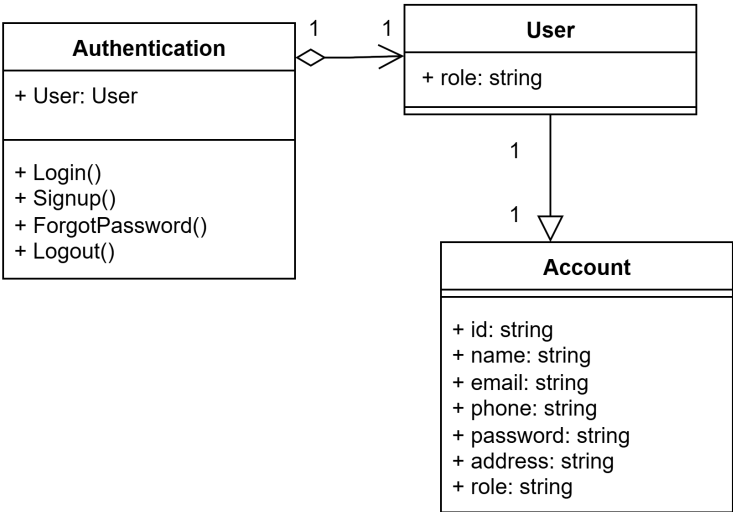 Authentication
+ User: User
+ Login()
+ Signup()
+ ForgotPassword()
+ Logout()
1
1
User
+ role: string
1
1
Account
+ id: string
+ name: string
+ email: string
+ phone: string
+ password: string
+ address: string
+ role: string